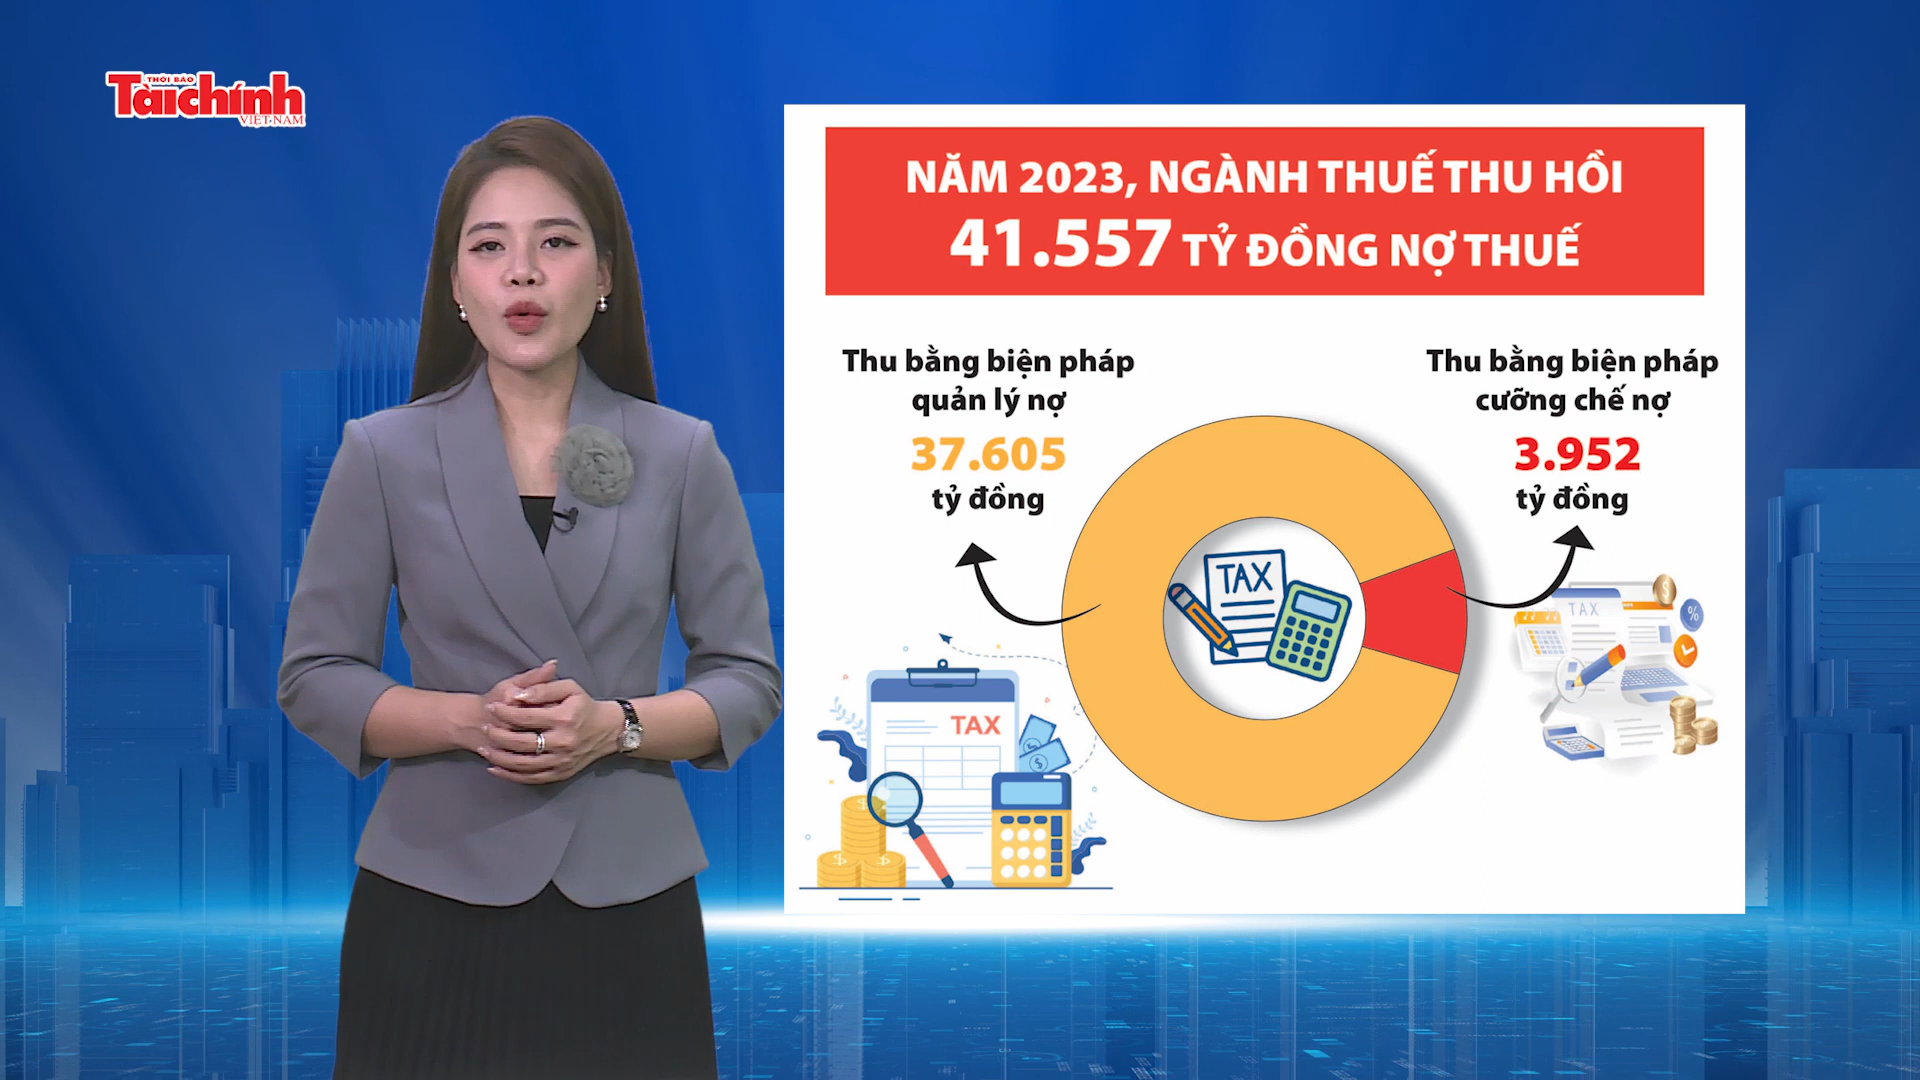 THỜI BÁO
Tàichính
VIỆT NAM
NĂM 2023, NGÀNH THUẾ THU HỒI
41.557 TỶ ĐỒNG NỢ THUẾ
Thu bằng biện pháp
quản lý nợ
37.605
tỷ đồng
Thu bằng biện pháp
cưỡng chế nợ
3.952
tỷ đồng
TAX
TAX
TAX